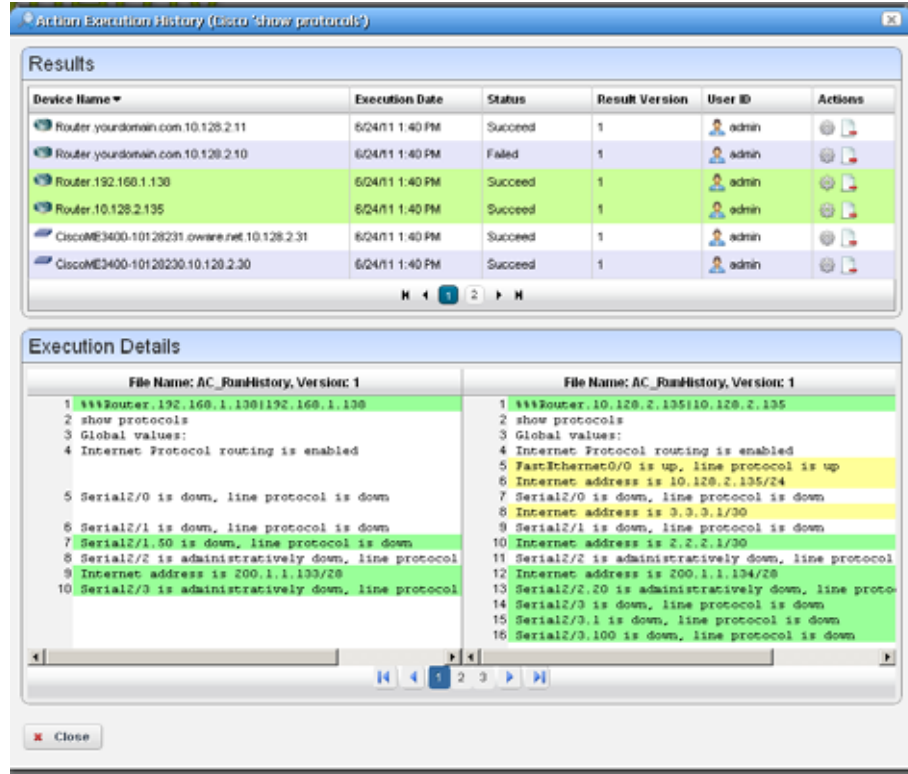 Action Execution History (Cisco 'show protocols')
Results
Device Name Execution Date Status Result Version User ID Actions
Router.yourdomain.com.10.128.2.11 6/24/11 1:40 PM Succeed 1 admin
Router.yourdomain.com.10.128.2.10 6/24/11 1:40 PM Failed 1 admin
Router.192.168.1.138 6/24/11 1:40 PM Succeed 1 admin
Router.10.128.2.135 6/24/11 1:40 PM Succeed 1 admin
CiscoME3400-10128231.oware.net.10.128.2.31 6/24/11 1:40 PM Succeed 1 admin
CiscoME3400-10128230.10.128.2.30 6/24/11 1:40 PM Succeed 1 admin
1 2
Execution Details
File Name: AC_RunHistory, Version: 1
1 %%%Router.192.168.1.138|192.168.1.138
2 show protocols
3 Global values:
4 Internet Protocol routing is enabled
5 Serial2/0 is down, line protocol is down
6 Serial2/1 is down, line protocol is down
7 Serial2/1.50 is down, line protocol is down
8 Serial2/2 is administratively down, line protocol
9 Internet address is 200.1.1.133/28
10 Serial2/3 is administratively down, line protocol
File Name: AC_RunHistory, Version: 1
1 %%%Router.10.128.2.135|10.128.2.135
2 show protocols
3 Global values:
4 Internet Protocol routing is enabled
5 FastEthernet0/0 is up, line protocol is up
6 Internet address is 10.128.2.135/24
7 Serial2/0 is down, line protocol is down
8 Internet address is 3.3.3.1/30
9 Serial2/1 is down, line protocol is down
10 Internet address is 2.2.2.1/30
11 Serial2/2 is administratively down, line protocol
12 Internet address is 200.1.1.134/28
13 Serial2/2.20 is administratively down, line proto
14 Serial2/3 is down, line protocol is down
15 Serial2/3.1 is down, line protocol is down
16 Serial2/3.100 is down, line protocol is down
1 2 3
Close